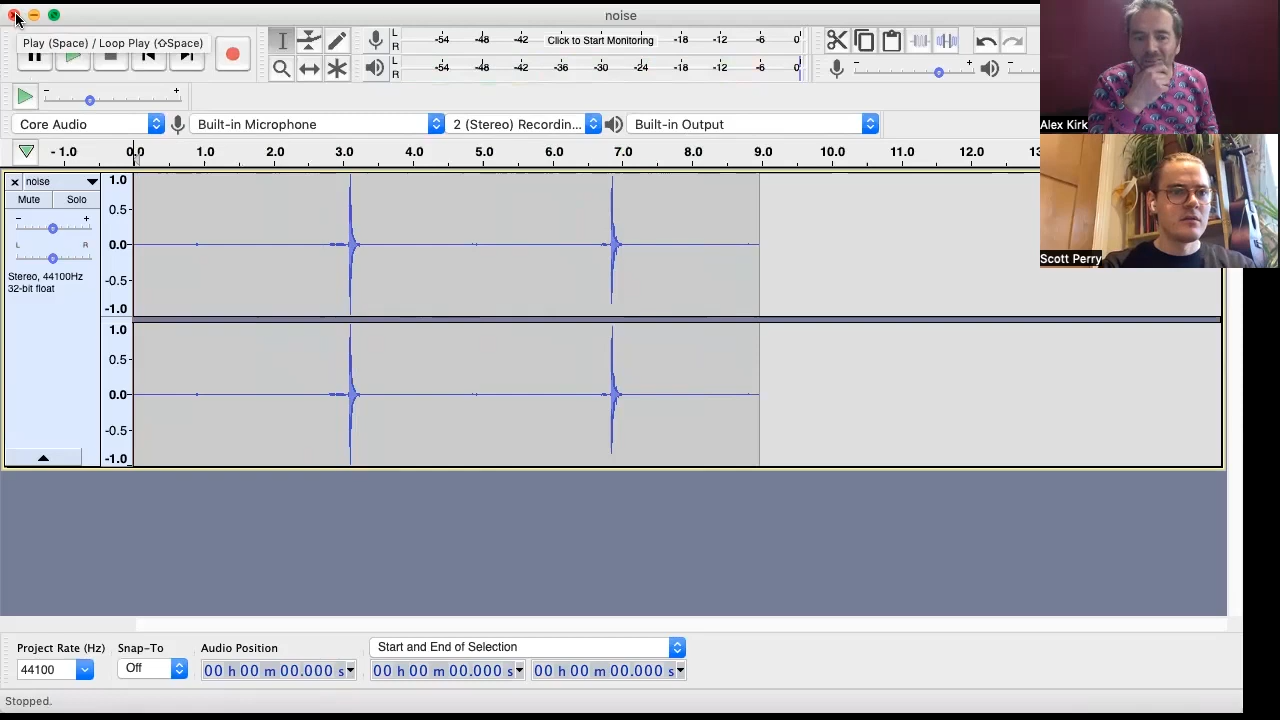 noise
Play (Space) / Loop Play (⇧Space)
L
R
-54 -48 -42 Click to Start Monitoring -18 -12 -6 0
L
R
-54 -48 -42 -36 -30 -24 -18 -12 -6 0
- +
- +
Core Audio
Built-in Microphone
2 (Stereo) Recordin...
Built-in Output
- 1.0 0.0 1.0 2.0 3.0 4.0 5.0 6.0 7.0 8.0 9.0 10.0 11.0 12.0
noise
Mute Solo
- +
L R
Stereo, 44100Hz
32-bit float
1.0
0.5-
0.0-
-0.5-
-1.0
1.0
0.5-
0.0-
-0.5-
-1.0
Alex Kirk
Scott Perry
Project Rate (Hz) Snap-To Audio Position
Start and End of Selection
44100
Off
00 h 00 m 00.000 s
00 h 00 m 00.000 s
00 h 00 m 00.000 s
Stopped.